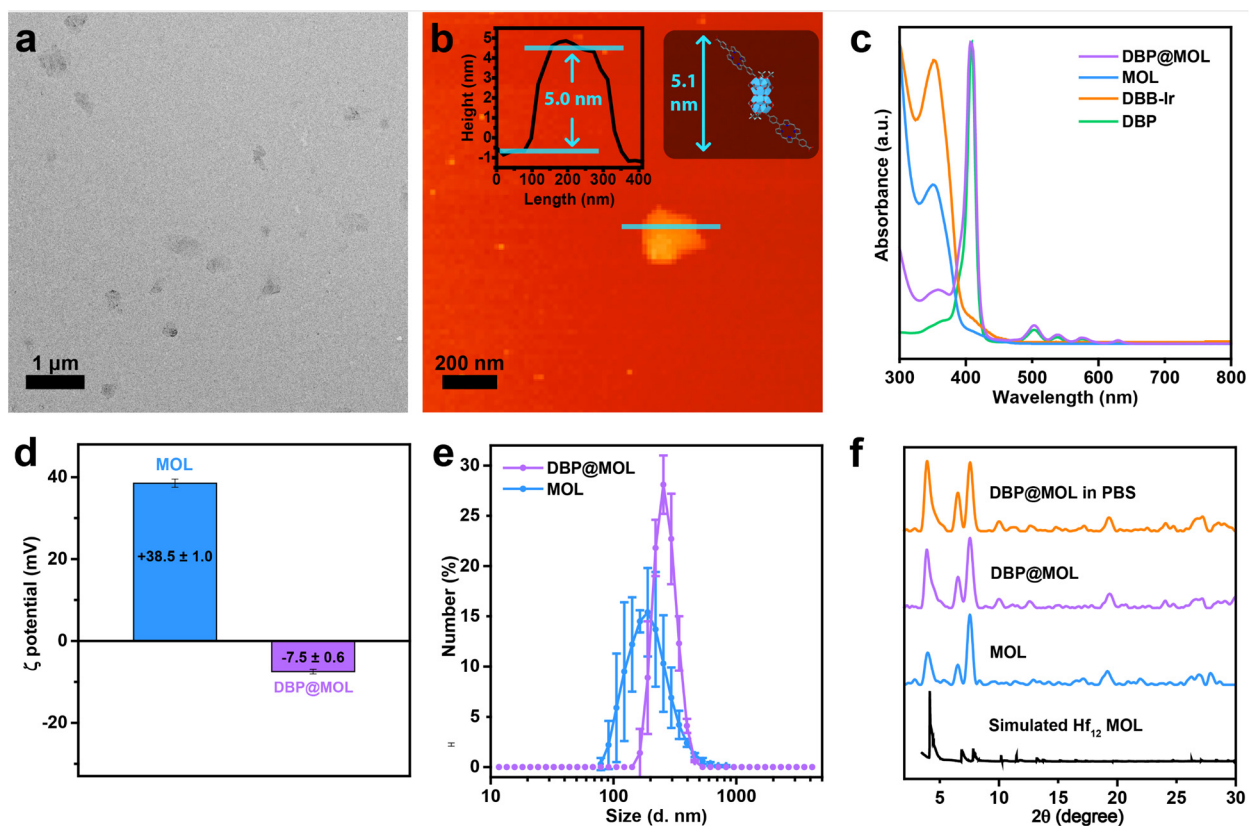 a
1 μm
b
Height (nm)
5
4
3
2
1
0
-1
5.0 nm
0 100 200 300 400
Length (nm)
5.1
nm
200 nm
c
DBP@MOL
MOL
DBB-Ir
DBP
Absorbance (a.u.)
300 400 500 600 700 800
Wavelength (nm)
d
ζ potential (mV)
40
20
0
-20
MOL
+38.5 ± 1.0
-7.5 ± 0.6
DBP@MOL
e
DBP@MOL
MOL
Number (%)
30
25
20
15
10
5
0
10 100 1000
Size (d. nm)
f
DBP@MOL in PBS
DBP@MOL
MOL
Simulated Hf₁₂ MOL
5 10 15 20 25 30
2θ (degree)